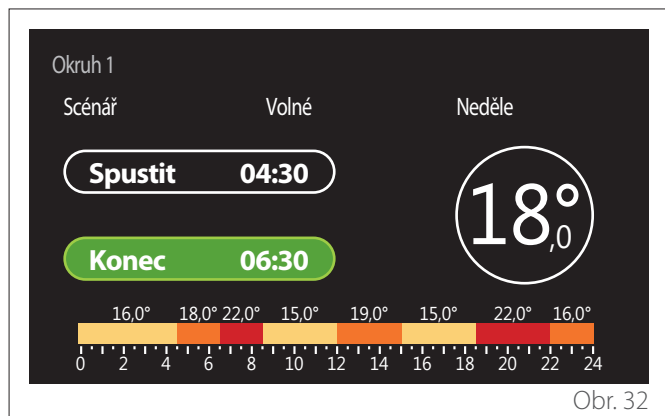 Okruh 1
Scénář Volné Neděle
Spustit 04:30
18,0°
Konec 06:30
16,0° 18,0° 22,0° 15,0° 19,0° 15,0° 22,0° 16,0°
0 2 4 6 8 10 12 14 16 18 20 22 24
Obr. 32